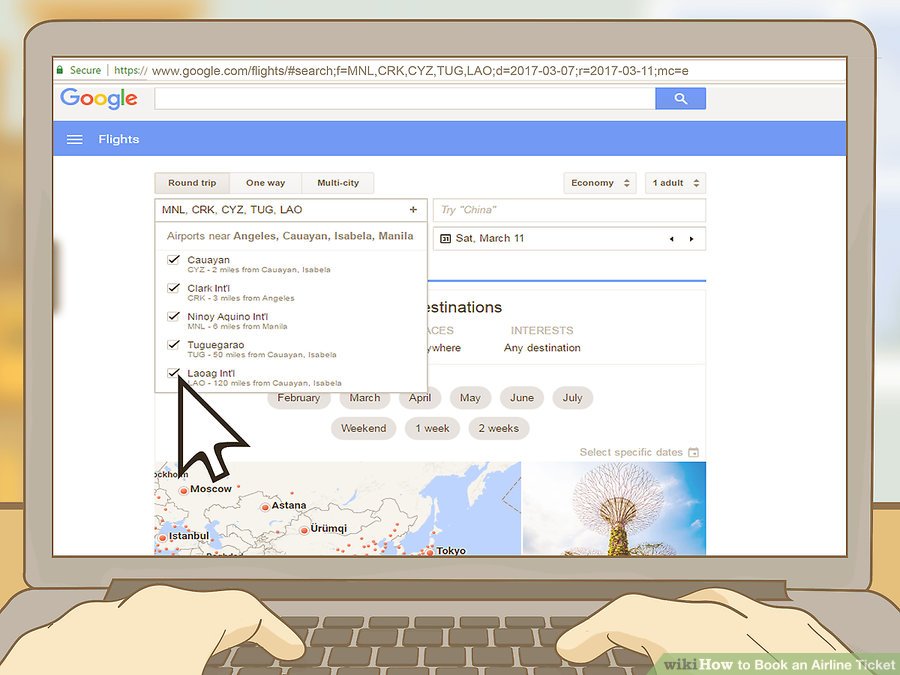 Secure https:// www.google.com/flights/#search;f=MNL,CRK,CYZ,TUG,LAO;d=2017-03-07;r=2017-03-11;mc=e
Google
Flights
Round trip One way Multi-city Economy 1 adult
MNL, CRK, CYZ, TUG, LAO + Try "China"
Airports near Angeles, Cauayan, Isabela, Manila
31 Sat, March 11
Cauayan
CYZ - 2 miles from Cauayan, Isabela
Clark Int'l
CRK - 3 miles from Angeles
Ninoy Aquino Int'l
MNL - 6 miles from Manila
Tuguegarao
TUG - 50 miles from Cauayan, Isabela
Laoag Int'l
LAO - 120 miles from Cauayan, Isabela
estinations
ACES INTERESTS
ywhere Any destination
February March April May June July
Weekend 1 week 2 weeks
Select specific dates
ockholm
Moscow
Astana
Ürümqi
Istanbul
Tokyo
wikiHow to Book an Airline Ticket